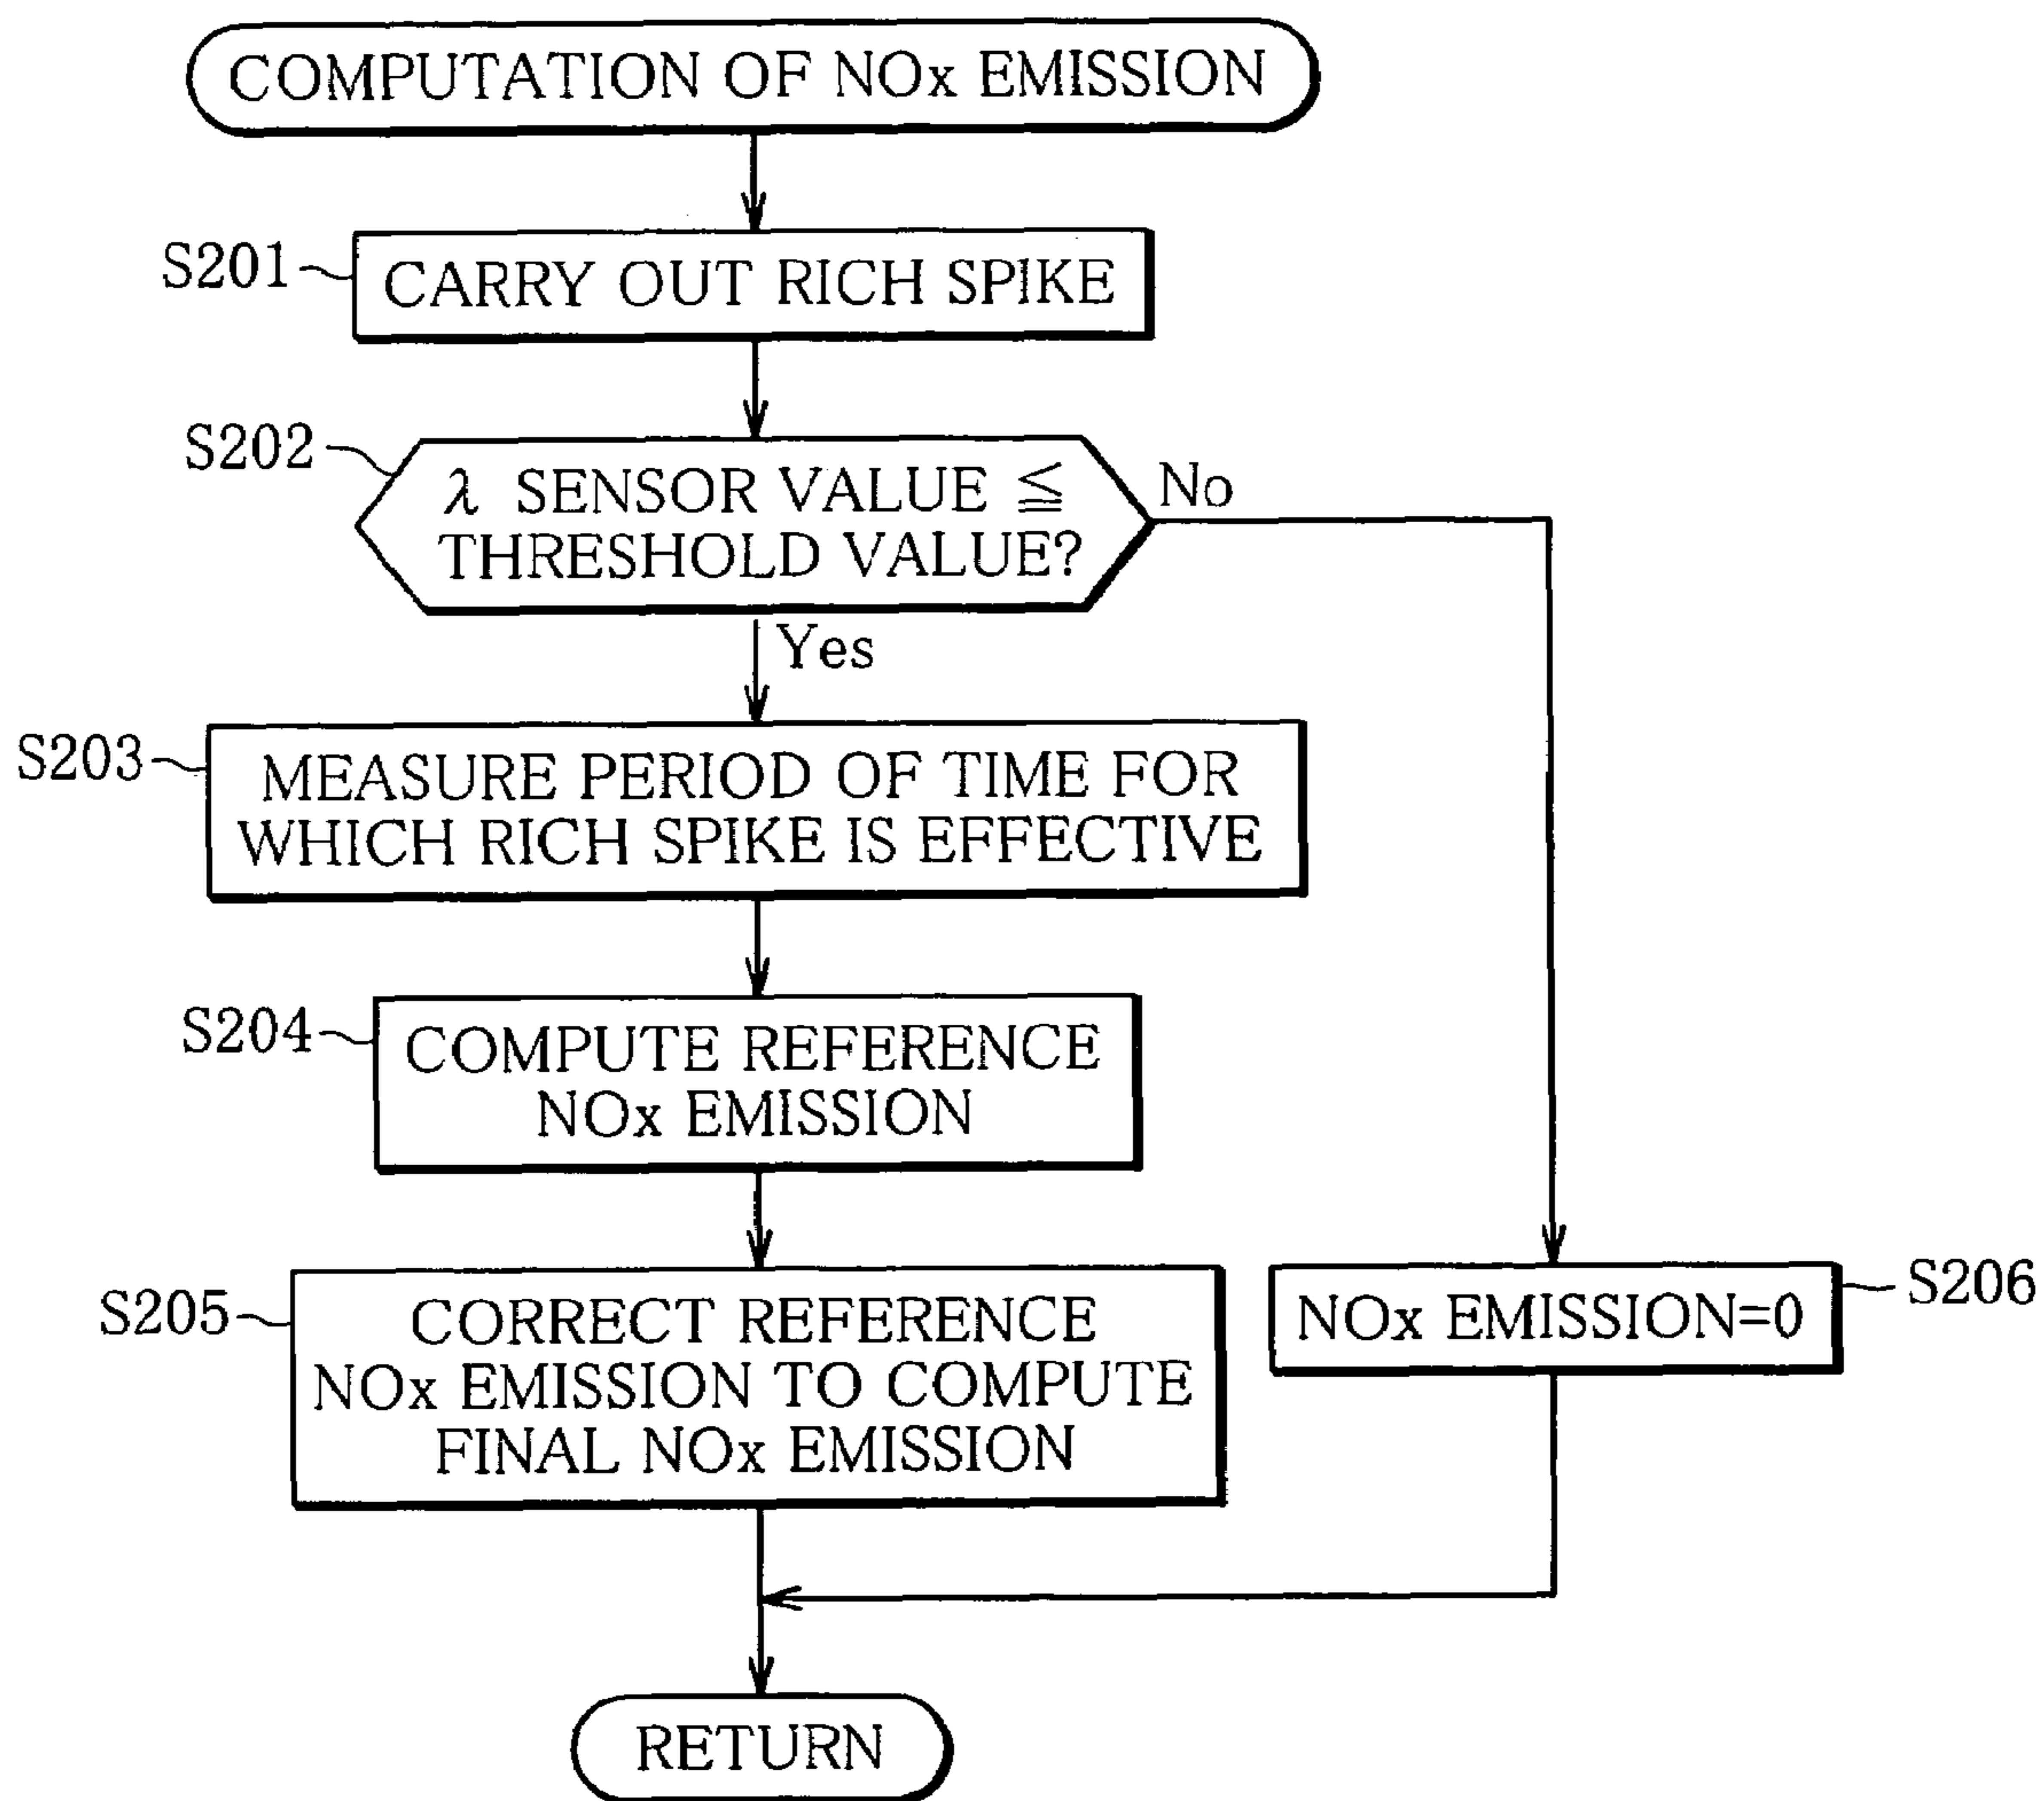 COMPUTATION OF NOx EMISSION
S201
CARRY OUT RICH SPIKE
S202
λ SENSOR VALUE ≦
THRESHOLD VALUE?
No
Yes
S203
MEASURE PERIOD OF TIME FOR
WHICH RICH SPIKE IS EFFECTIVE
S204
COMPUTE REFERENCE
NOx EMISSION
S205
CORRECT REFERENCE
NOx EMISSION TO COMPUTE
FINAL NOx EMISSION
NOx EMISSION=0
S206
RETURN